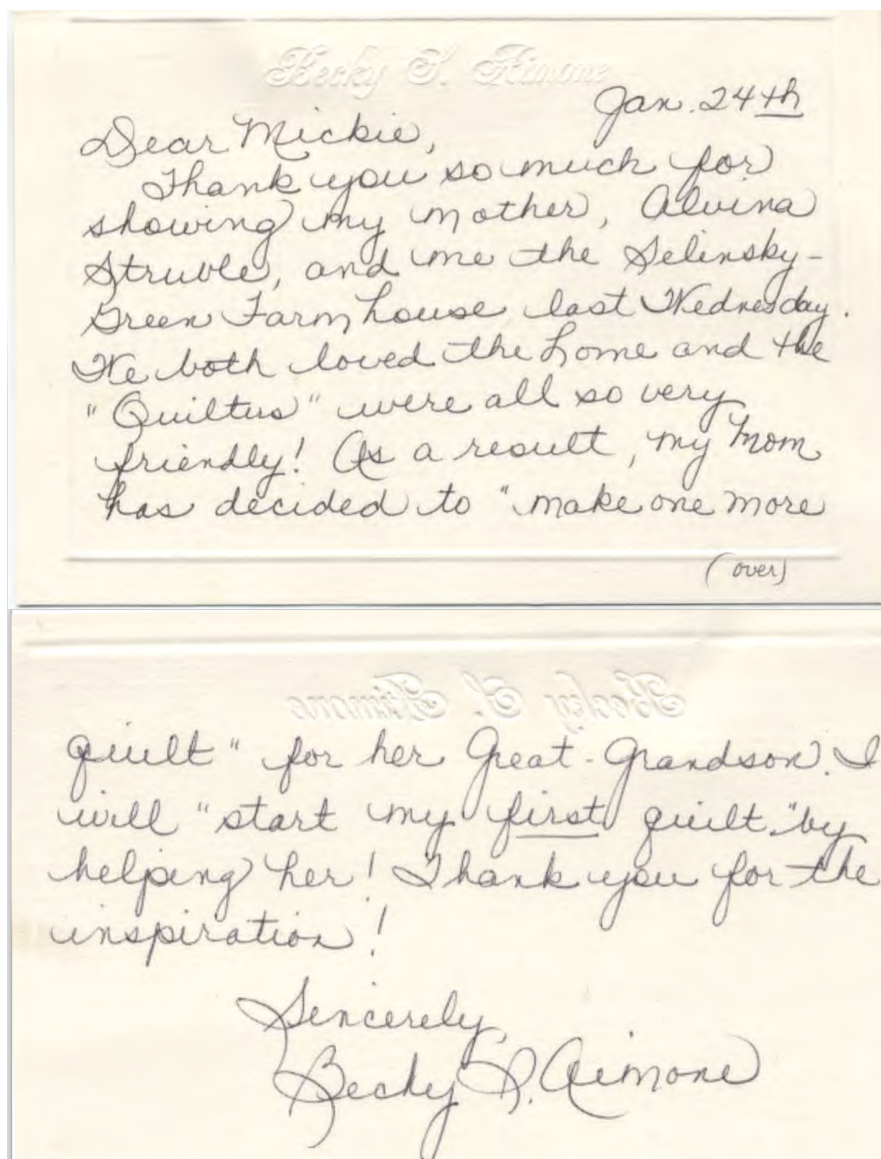 Becky S. Aimone
Jan. 24th
Dear Mickie,
Thank you so much for
showing my mother, Alvina
Struble, and me the Selinsky-
Green Farmhouse last Wednesday.
We both loved the home and the
"Quilters" were all so very
friendly! As a result, my Mom
has decided to "make one more
(over)
Becky S. Aimone
quilt" for her Great-Grandson. I
will "start my first quilt." by
helping her! Thank you for the
inspiration!
Sincerely,
Becky S. Aimone